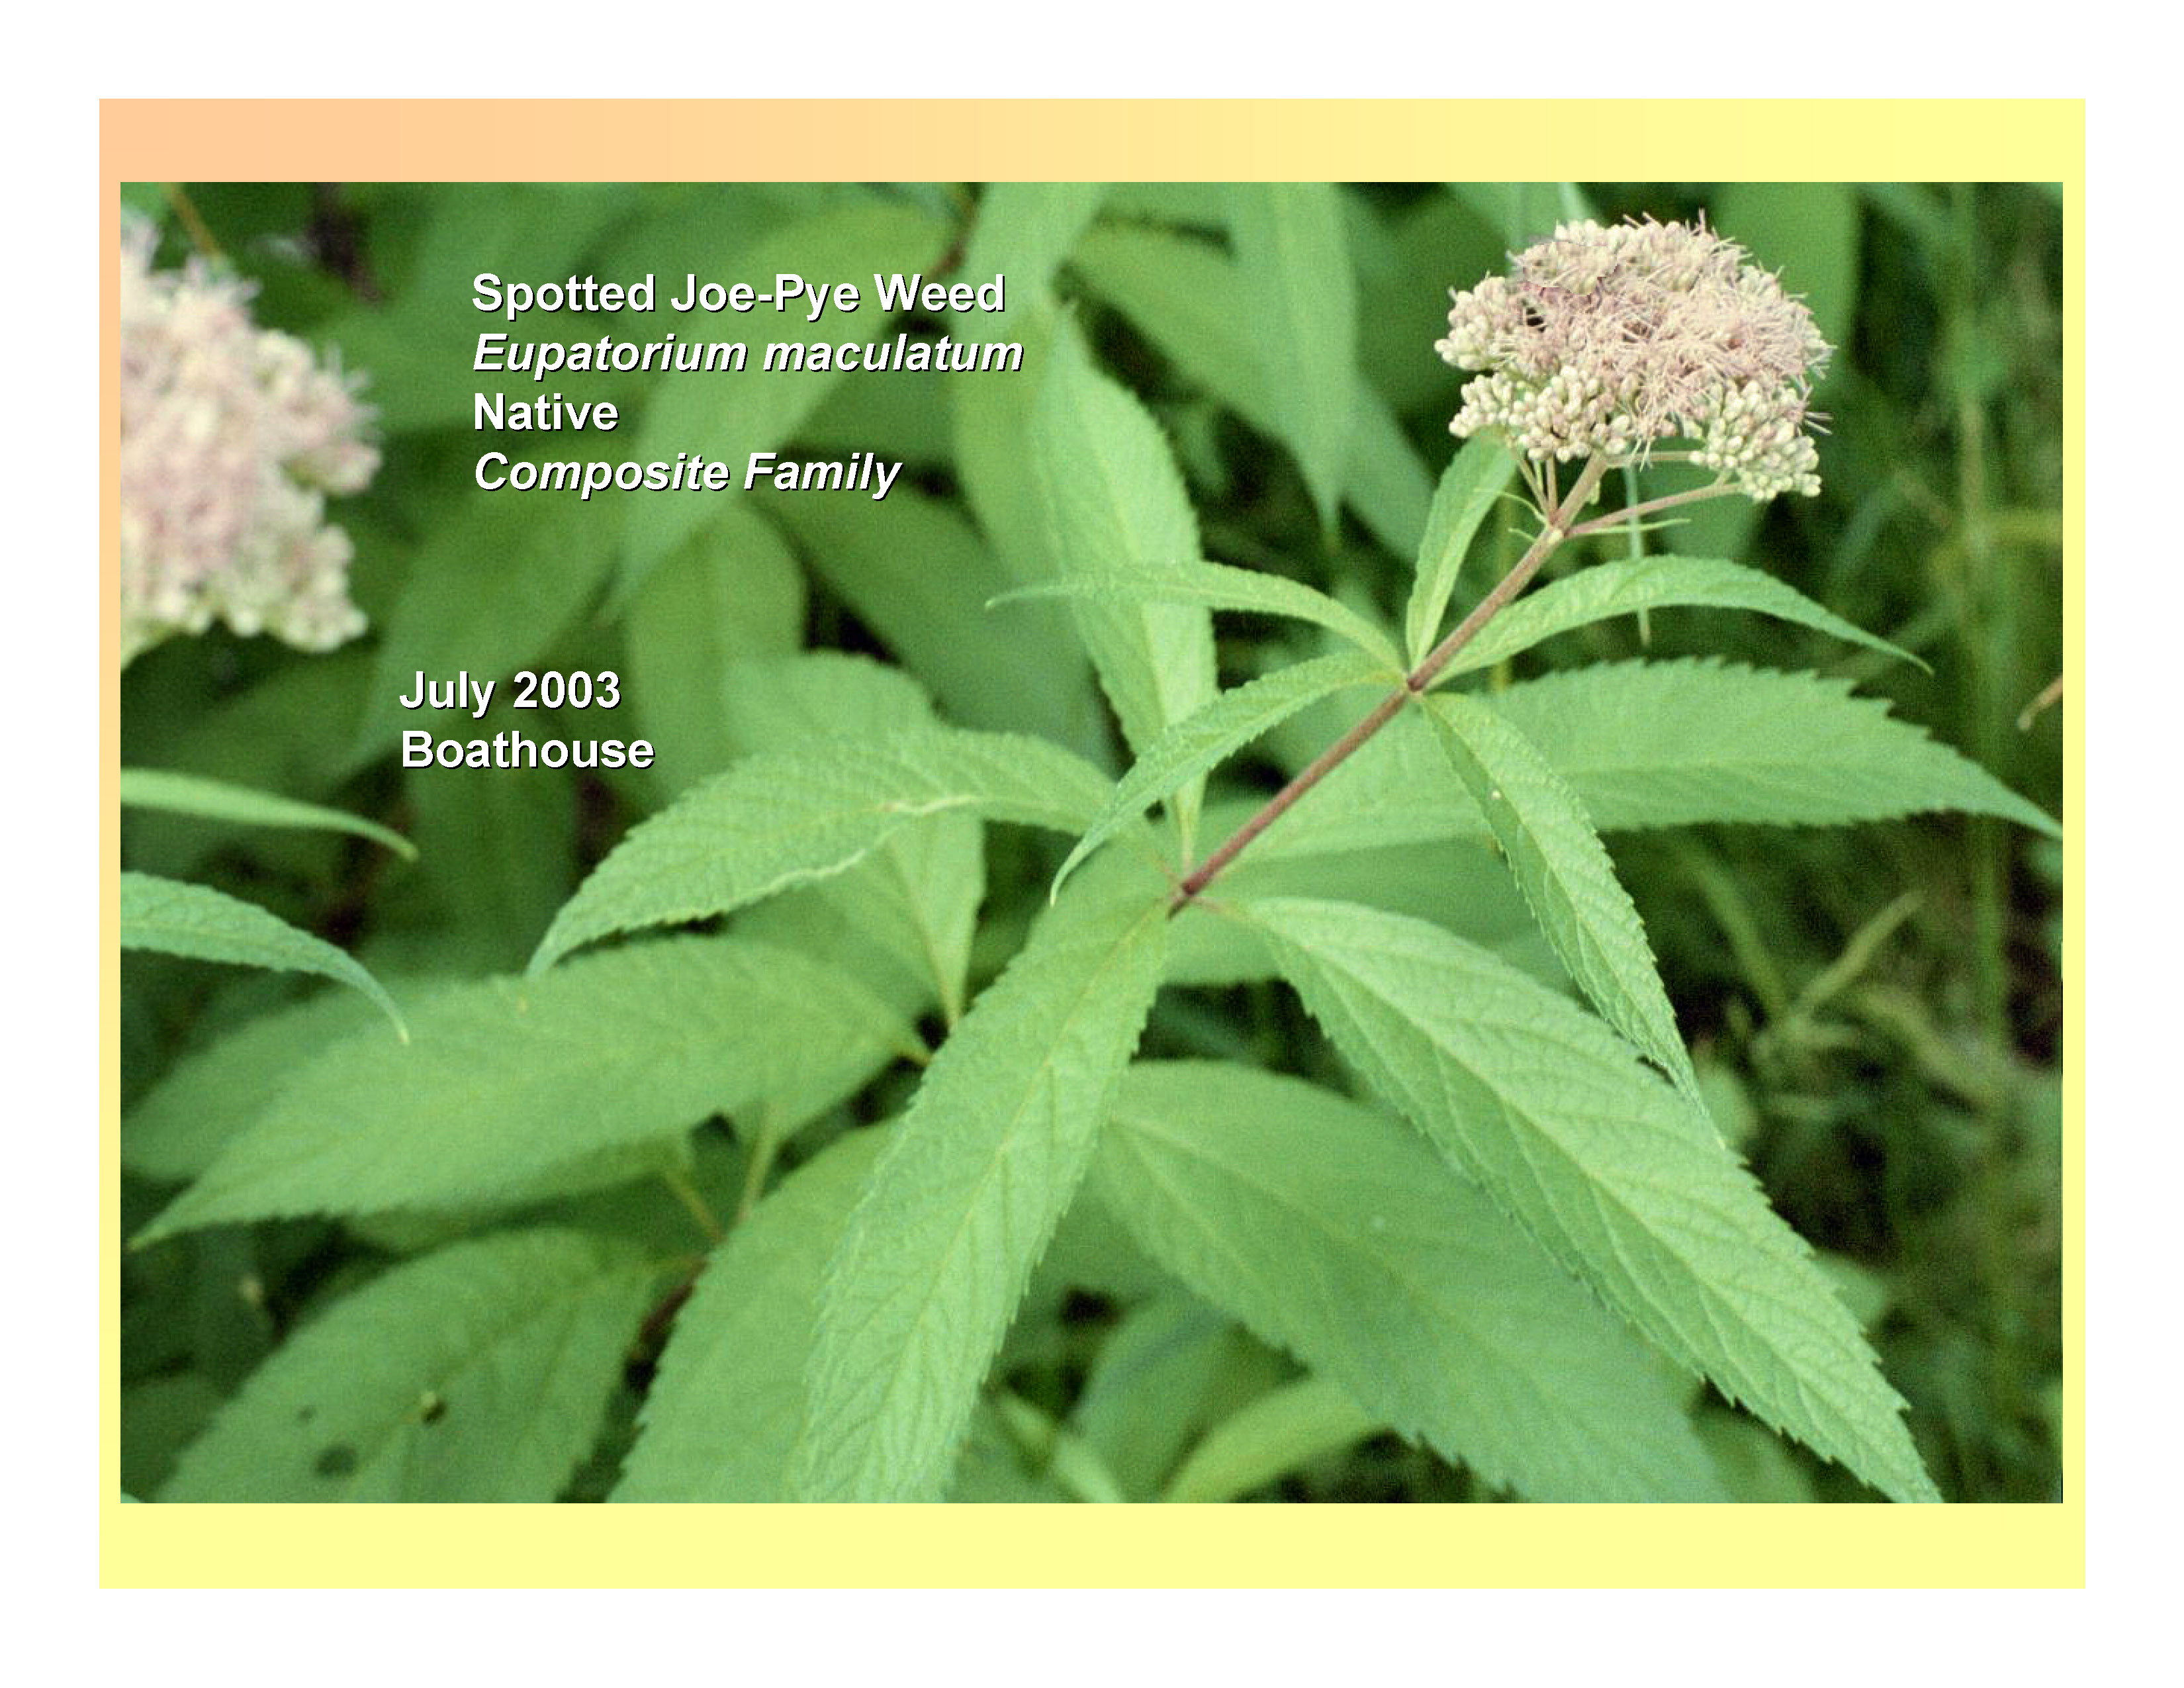 Spotted Joe-Pye Weed
Eupatorium maculatum
Native
Composite Family
July 2003
Boathouse